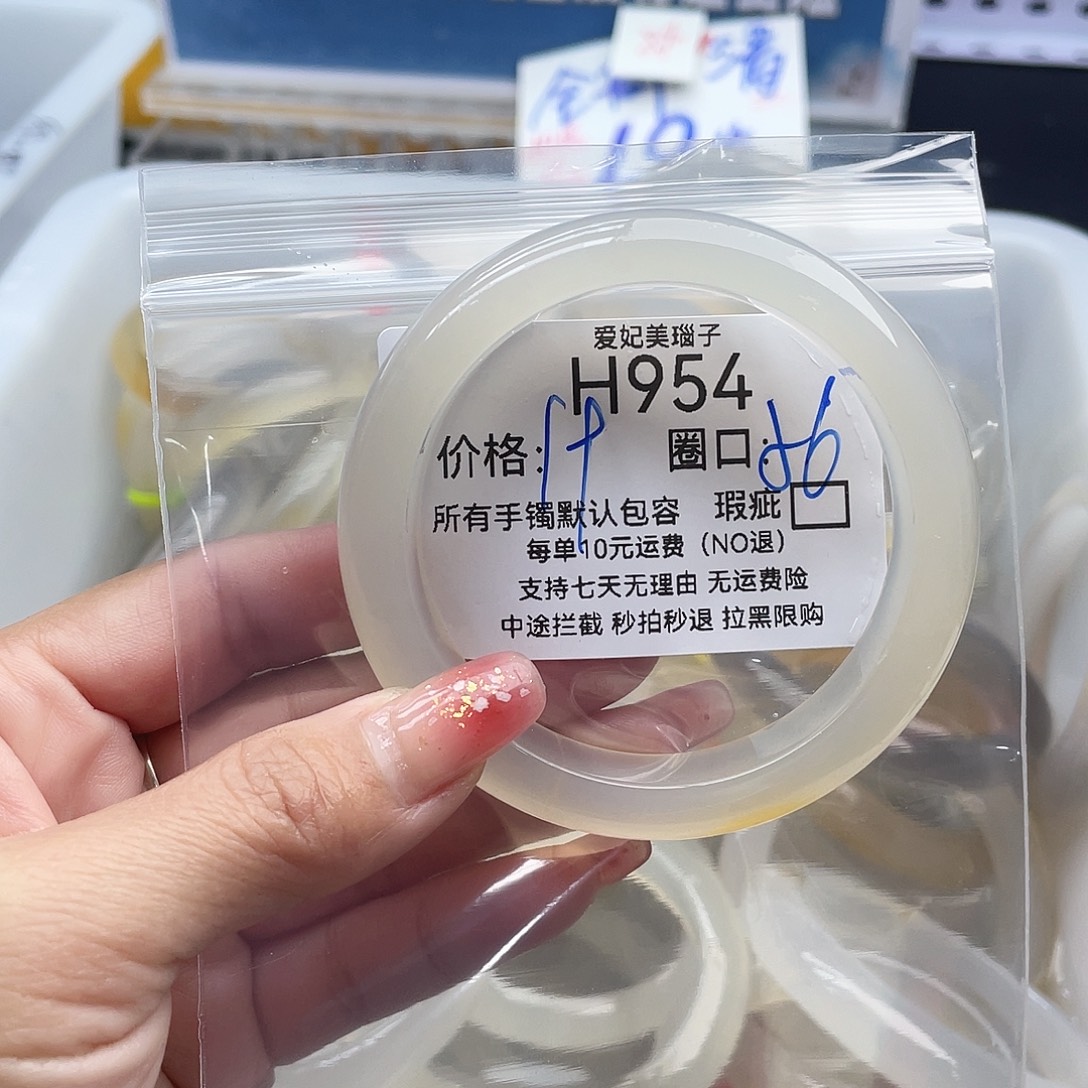 爱妃美瑙子
H954
价格:19 圈口:56
所有手镯默认包容 瑕疵
每单10元运费（NO退）
支持七天无理由 无运费险
中途拦截 秒拍秒退 拉黑限购